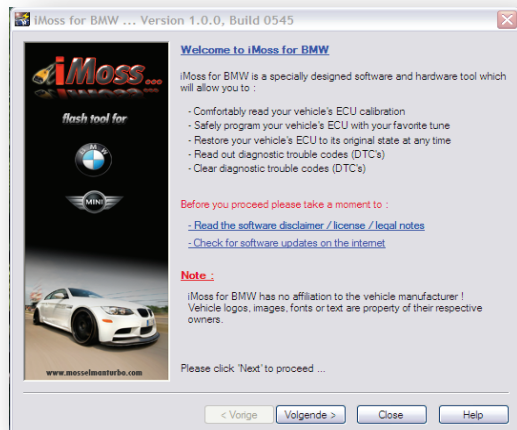 iMoss for BMW ... Version 1.0.0, Build 0545
iMoss...
flash tool for
BMW
MINI
www.mosselmanturbo.com
Welcome to iMoss for BMW
iMoss for BMW is a specially designed software and hardware tool which
will allow you to :
- Comfortably read your vehicle's ECU calibration
- Safely program your vehicle's ECU with your favorite tune
- Restore your vehicle's ECU to its original state at any time
- Read out diagnostic trouble codes (DTC's)
- Clear diagnostic trouble codes (DTC's)
Before you proceed please take a moment to :
- Read the software disclaimer / license / legal notes
- Check for software updates on the internet
Note :
iMoss for BMW has no affiliation to the vehicle manufacturer !
Vehicle logos, images, fonts or text are property of their respective
owners.
Please click 'Next' to proceed ...
< Vorige
Volgende >
Close
Help